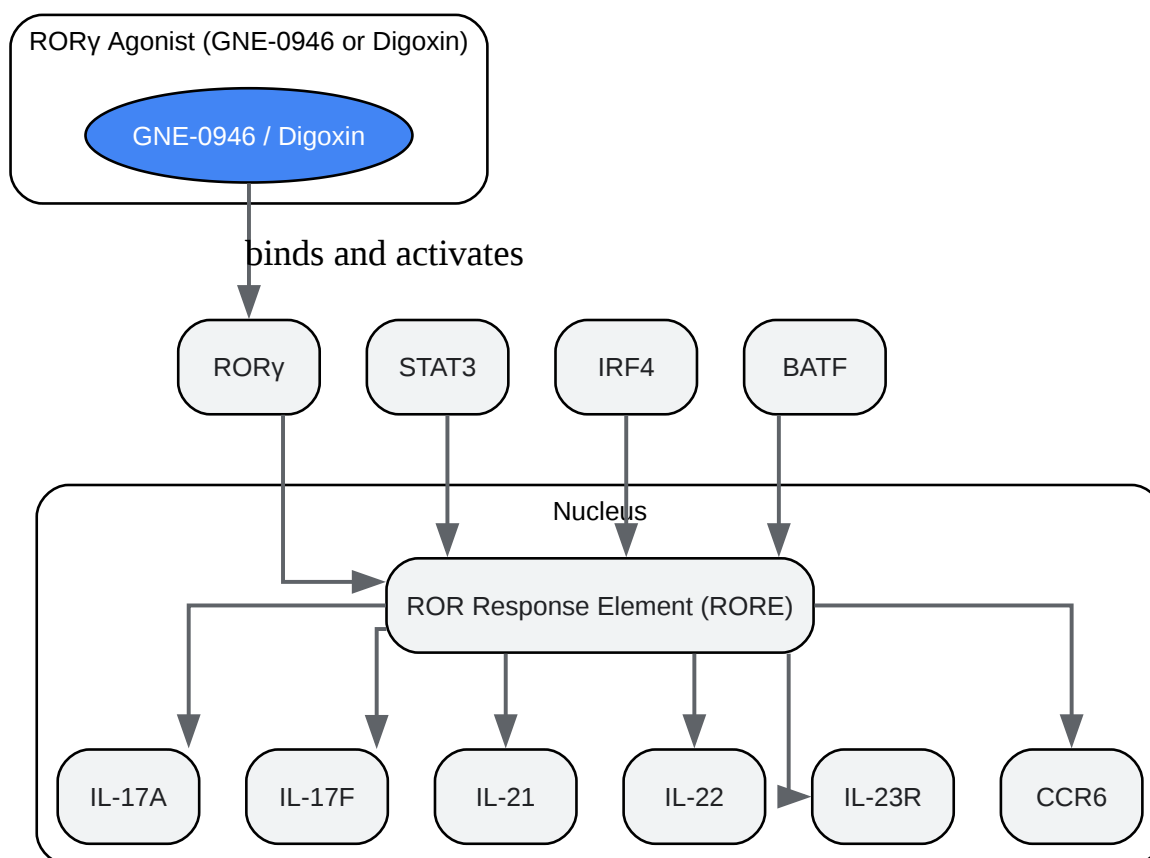 RORγ Agonist (GNE-0946 or Digoxin)
GNE-0946 / Digoxin
binds and activates
RORγ
STAT3
IRF4
BATF
Nucleus
ROR Response Element (RORE)
IL-17A
IL-17F
IL-21
IL-22
IL-23R
CCR6